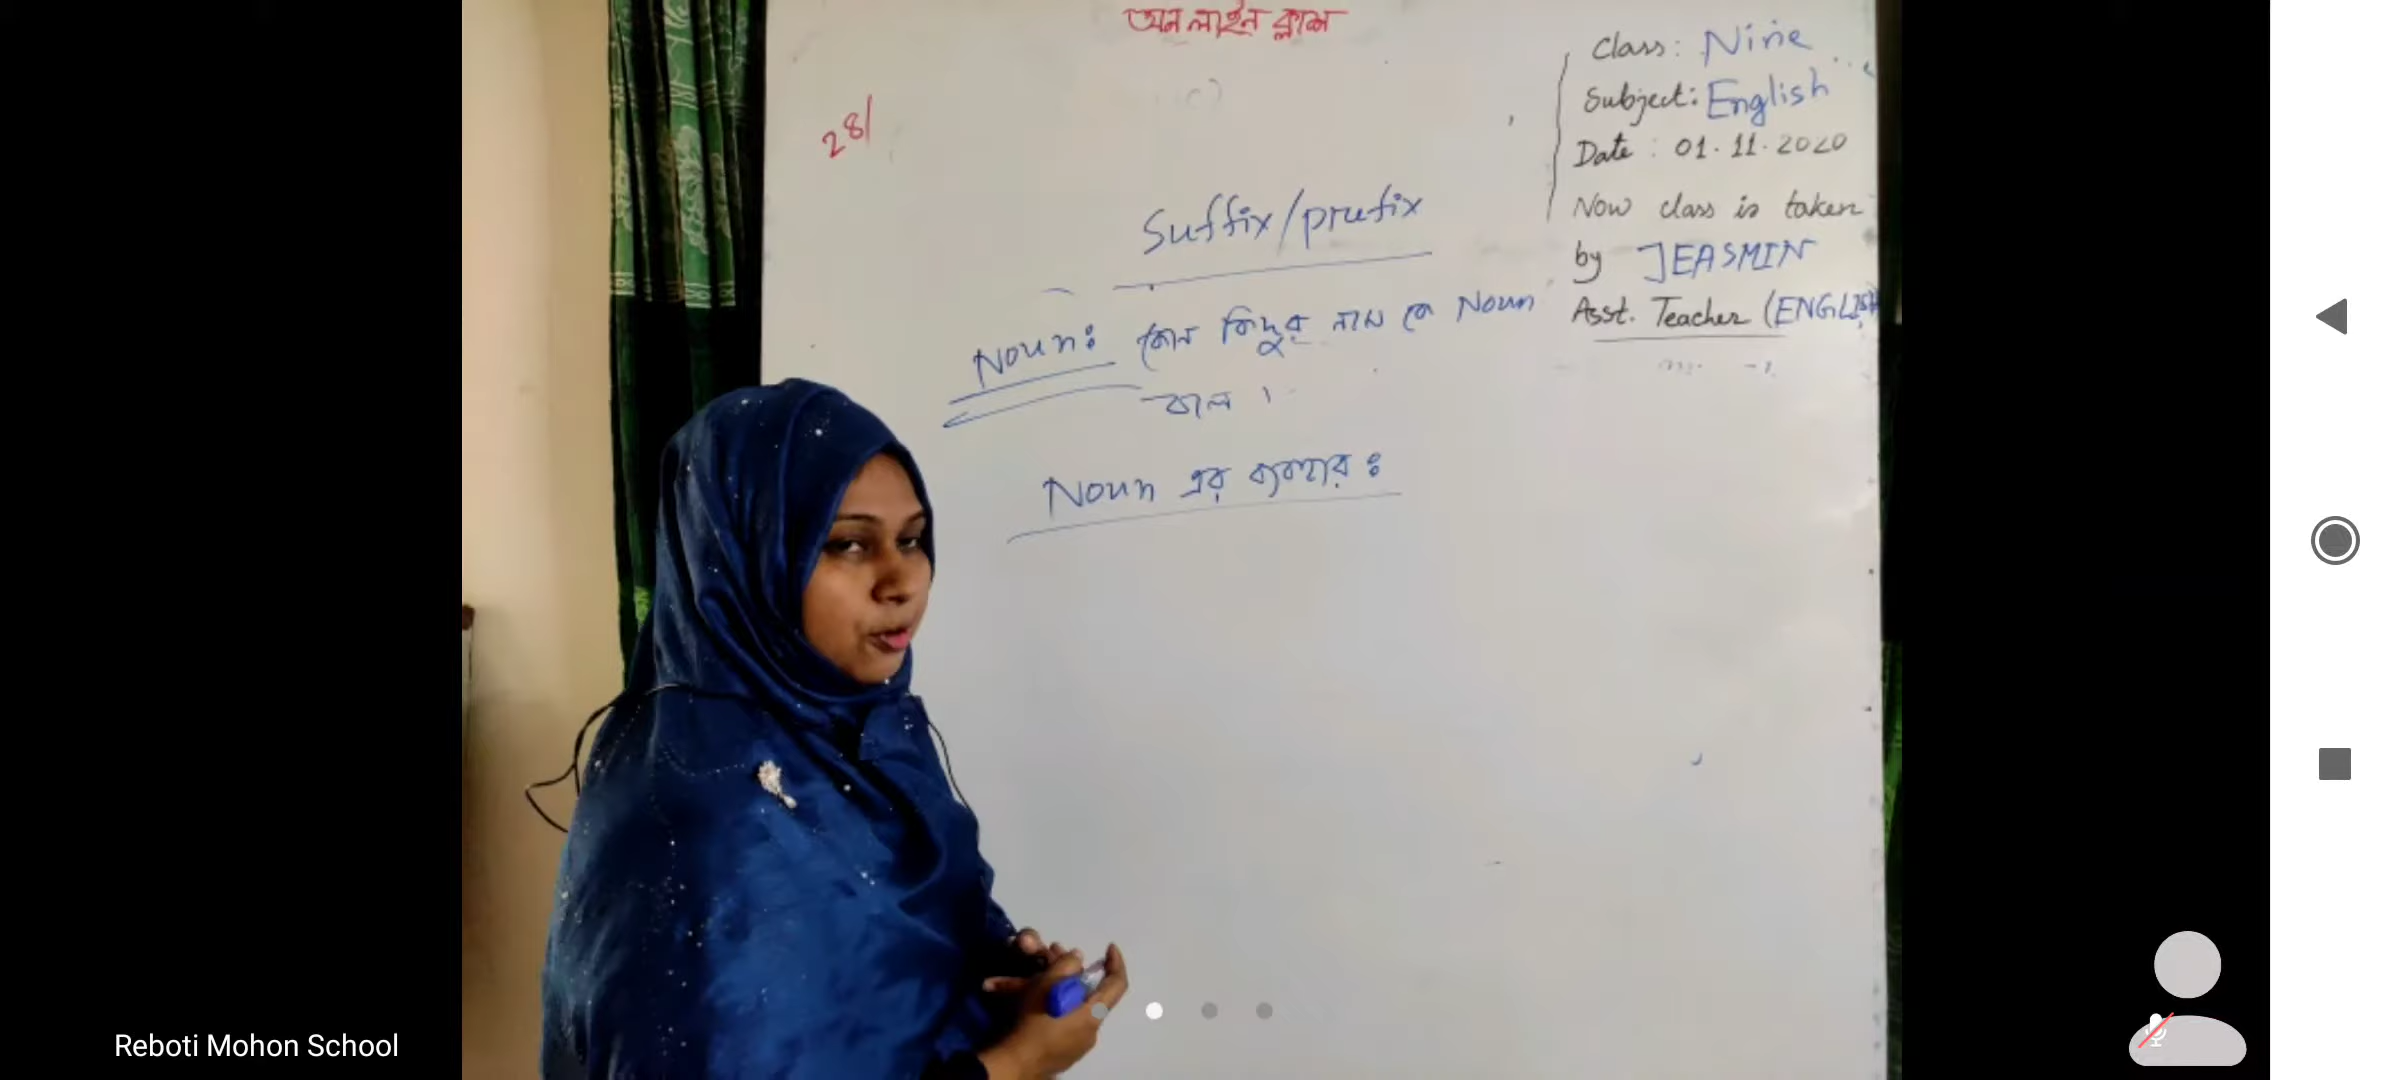 অনলাইন ক্লাশ
28/
Class: Nine
Subject: English
Date: 01.11.2020
Now class is taken
by JEASMIN
Asst. Teacher (ENGLISH
Suffix/prefix
Noun: কোন কিছুর নাম কে Noun
বলে।
Noun এর ব্যবহার:
Reboti Mohon School